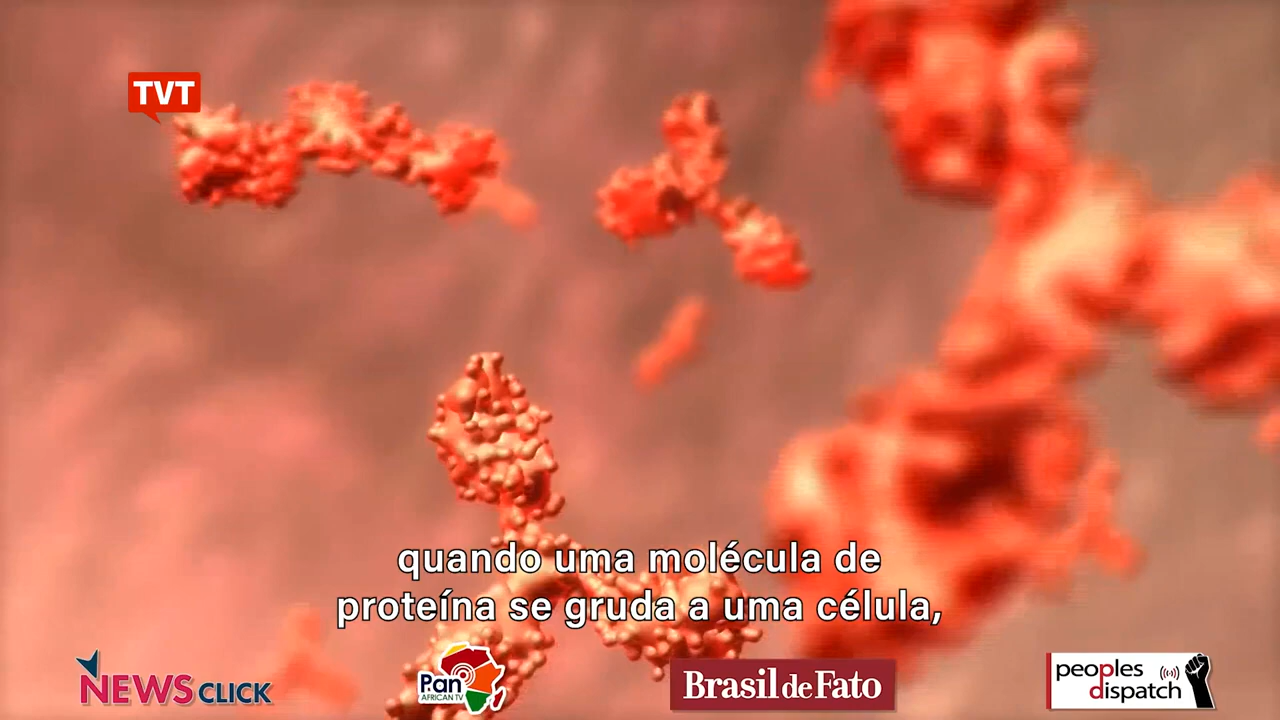 TVT
quando uma molécula de
proteína se gruda a uma célula,
NEWS CLICK
Pan
AFRICAN TV
Brasil de Fato
peoples
dispatch